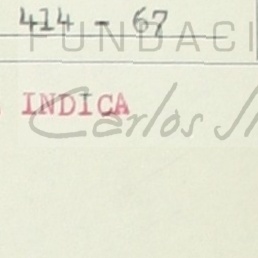 414 - 67
FUNDACI
INDICA
Carlos